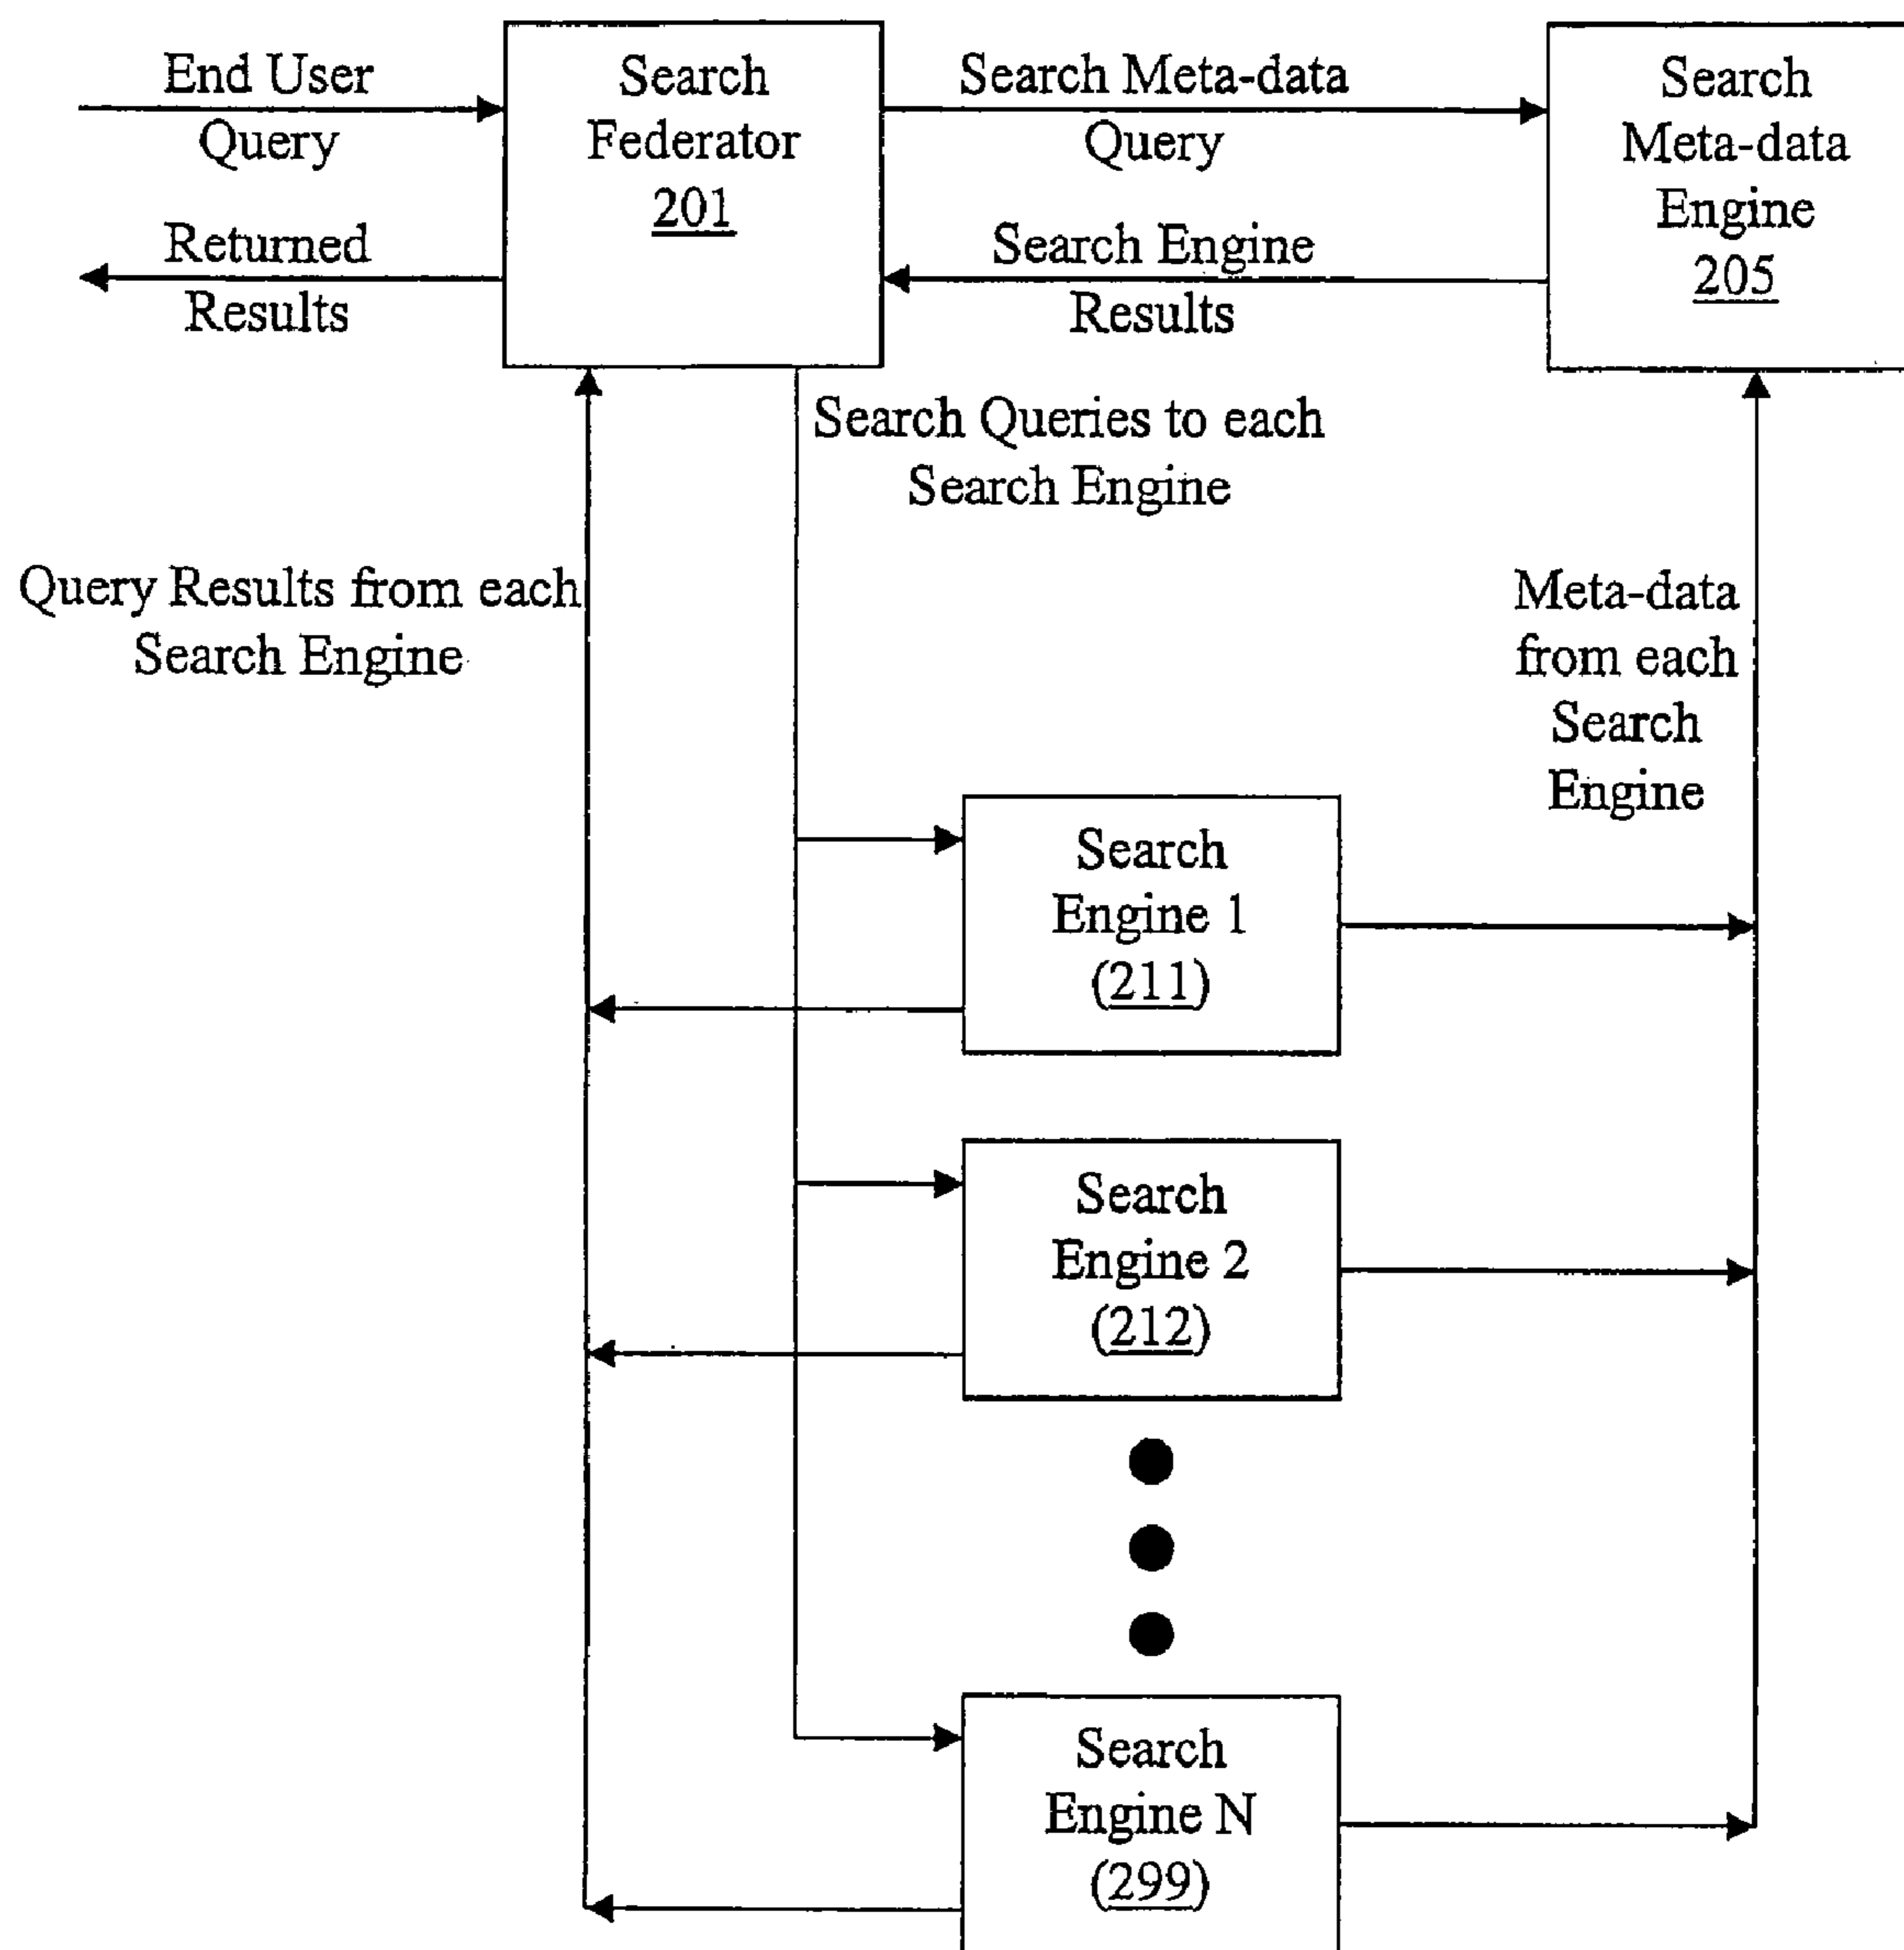 End User
Query
Search
Federator
201
Search Meta-data
Query
Search
Meta-data
Engine
205
Returned
Results
Search Engine
Results
Search Queries to each
Search Engine
Query Results from each
Search Engine
Meta-data
from each
Search
Engine
Search
Engine 1
(211)
Search
Engine 2
(212)
Search
Engine N
(299)